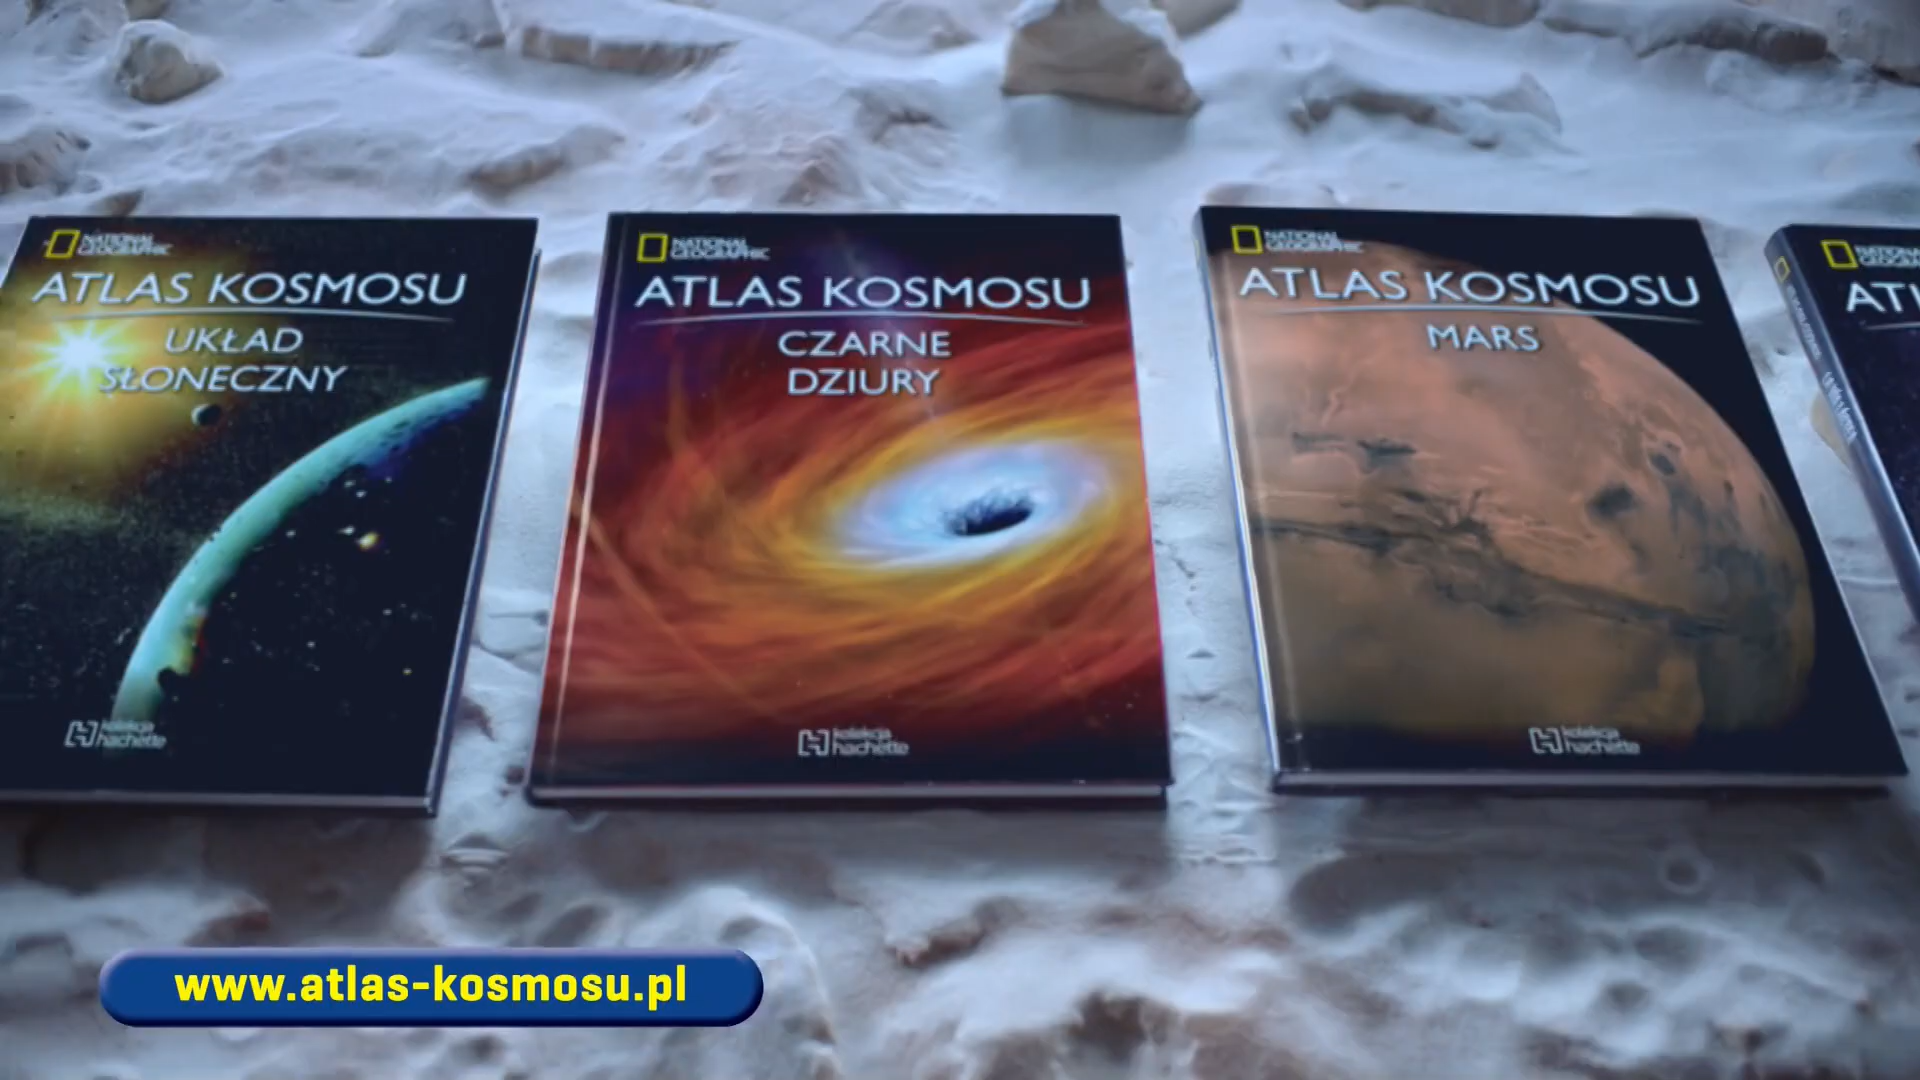 NATIONAL
GEOGRAPHIC
ATLAS KOSMOSU
UKŁAD
SŁONECZNY
kolekcja
hachette
NATIONAL
GEOGRAPHIC
ATLAS KOSMOSU
CZARNE
DZIURY
kolekcja
hachette
NATIONAL
GEOGRAPHIC
ATLAS KOSMOSU
MARS
kolekcja
hachette
NATIONAL
www.atlas-kosmosu.pl